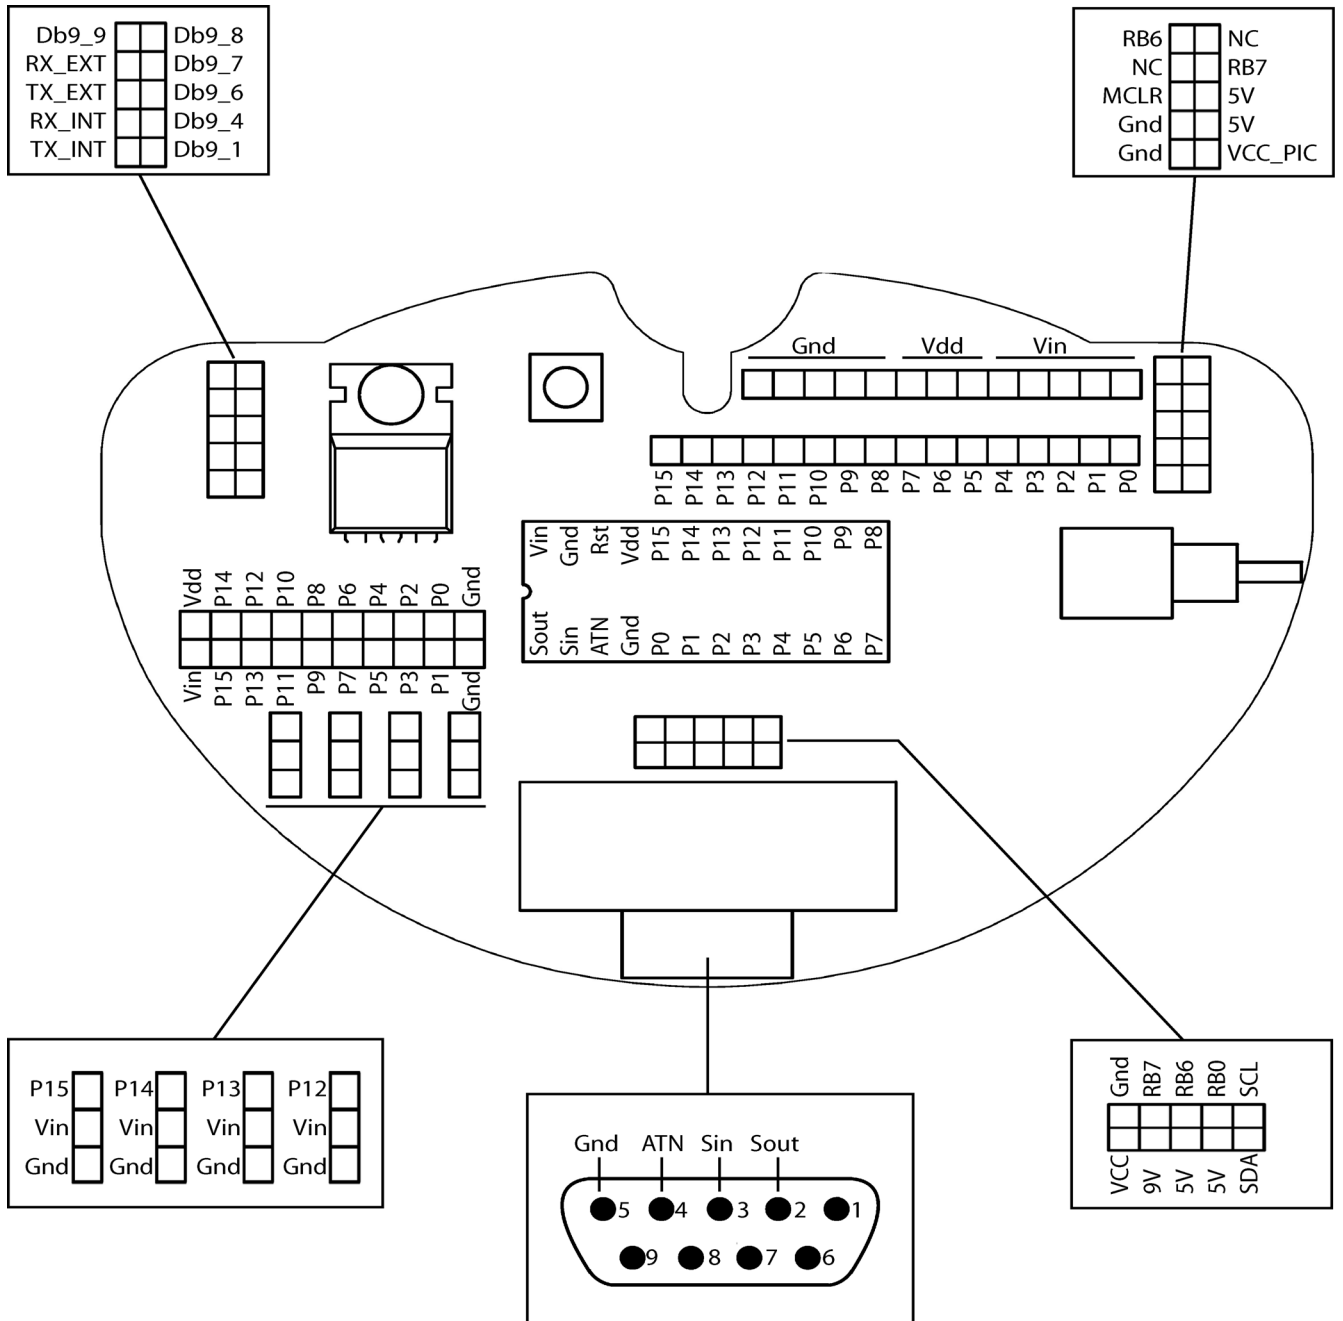 Db9_9 Db9_8
RX_EXT Db9_7
TX_EXT Db9_6
RX_INT Db9_4
TX_INT Db9_1
RB6 NC
NC RB7
MCLR 5V
Gnd 5V
Gnd VCC_PIC
Gnd Vdd Vin
P15 P14 P13 P12 P11 P10 P9 P8 P7 P6 P5 P4 P3 P2 P1 P0
Vin Gnd Rst Vdd P15 P14 P13 P12 P11 P10 P9 P8
Sout Sin ATN Gnd P0 P1 P2 P3 P4 P5 P6 P7
Vdd P14 P12 P10 P8 P6 P4 P2 P0 Gnd
Vin P15 P13 P11 P9 P7 P5 P3 P1 Gnd
P15 P14 P13 P12
Vin Vin Vin Vin
Gnd Gnd Gnd Gnd
Gnd ATN Sin Sout
5 4 3 2 1
9 8 7 6
Gnd RB7 RB6 RB0 SCL
VCC 9V 5V 5V SDA